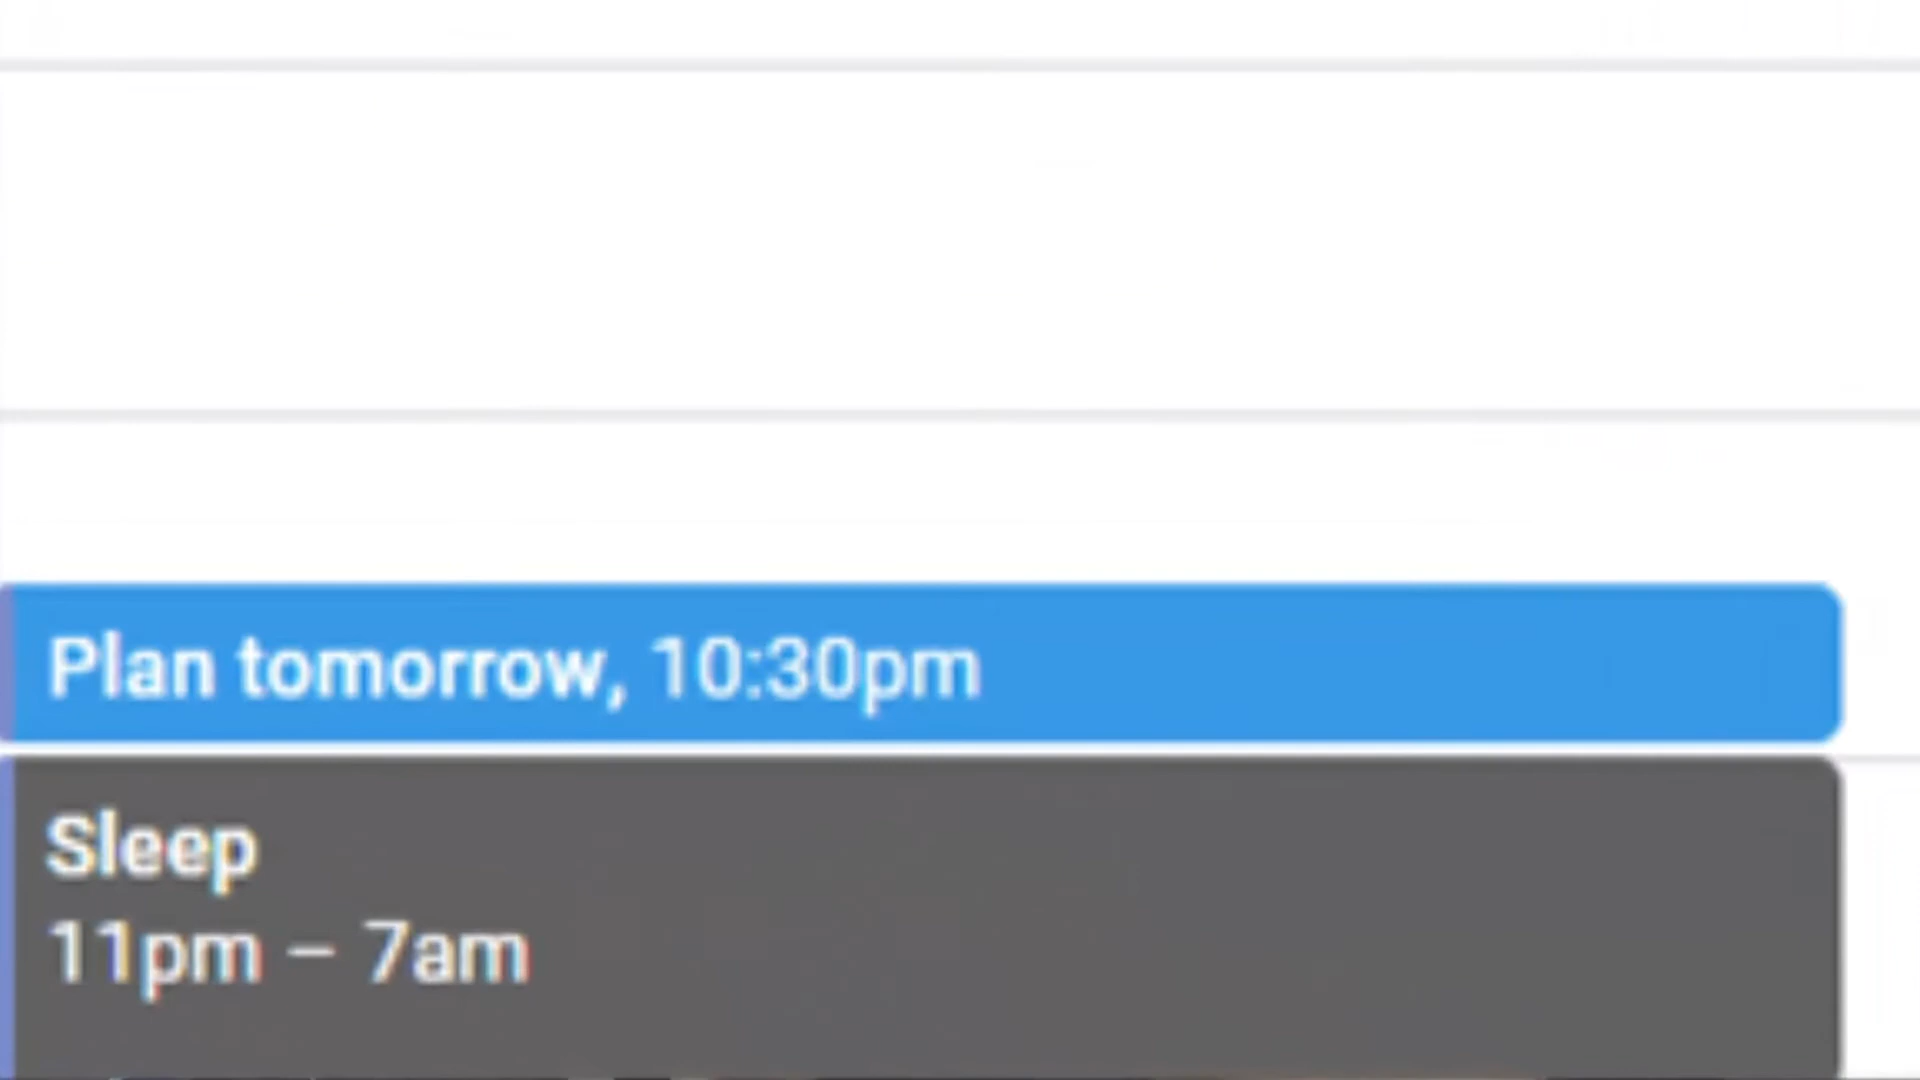 Plan tomorrow, 10:30pm
Sleep
11pm – 7am